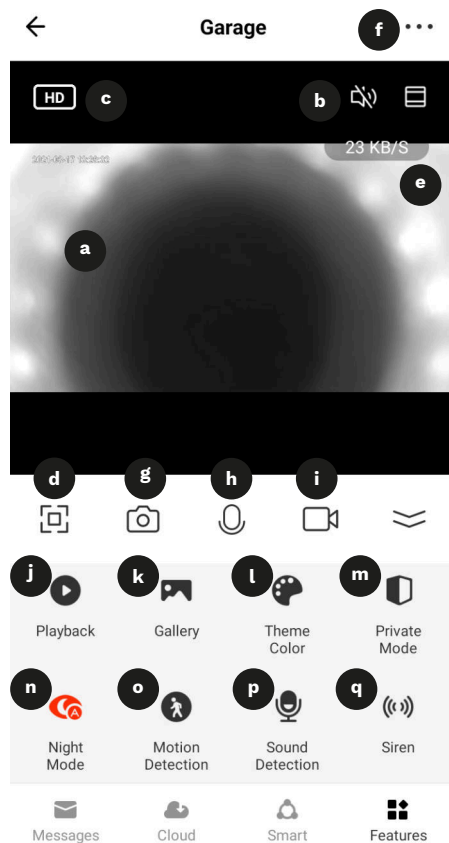 Garage
f
HD
c
b
23 KB/S
e
a
d
g
h
i
j
k
l
m
Playback
Gallery
Theme
Color
Private
Mode
n
A
o
p
q
Night
Mode
Motion
Detection
Sound
Detection
Siren
Messages
Cloud
Smart
Features